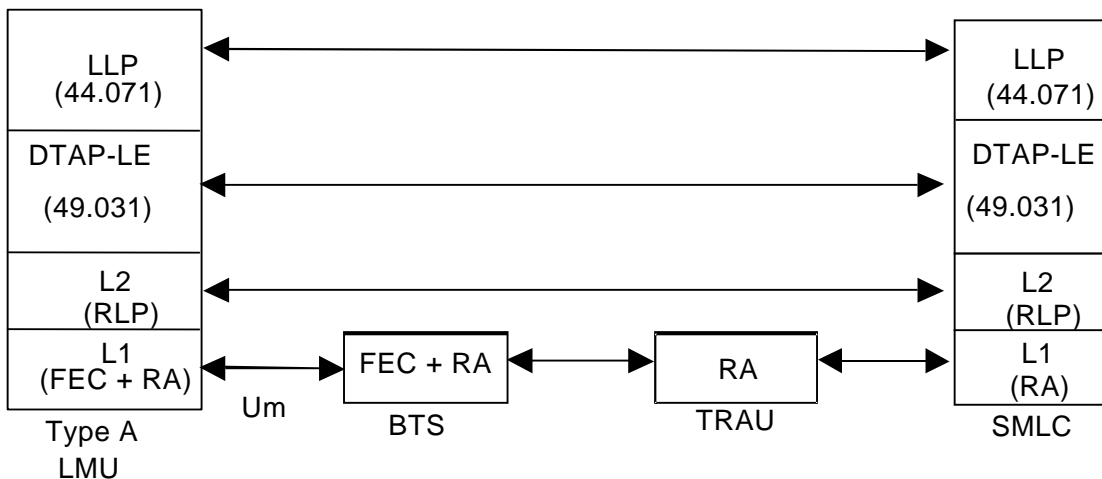 LLP
(44.071)
DTAP-LE
(49.031)
L2
(RLP)
L1
(FEC + RA)
Type A
LMU
Um
FEC + RA
BTS
RA
TRAU
LLP
(44.071)
DTAP-LE
(49.031)
L2
(RLP)
L1
(RA)
SMLC